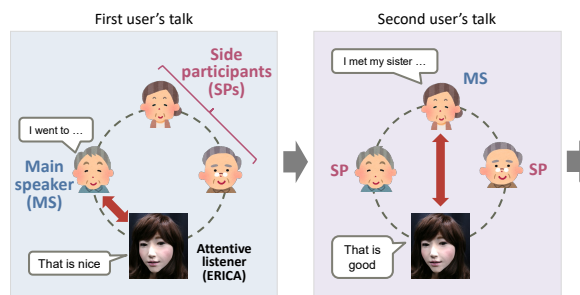 First user's talk
Side
participants
(SPs)
I went to …
Main
speaker
(MS)
That is nice
Attentive
listener
(ERICA)
Second user's talk
I met my sister …
MS
SP
SP
That is
good